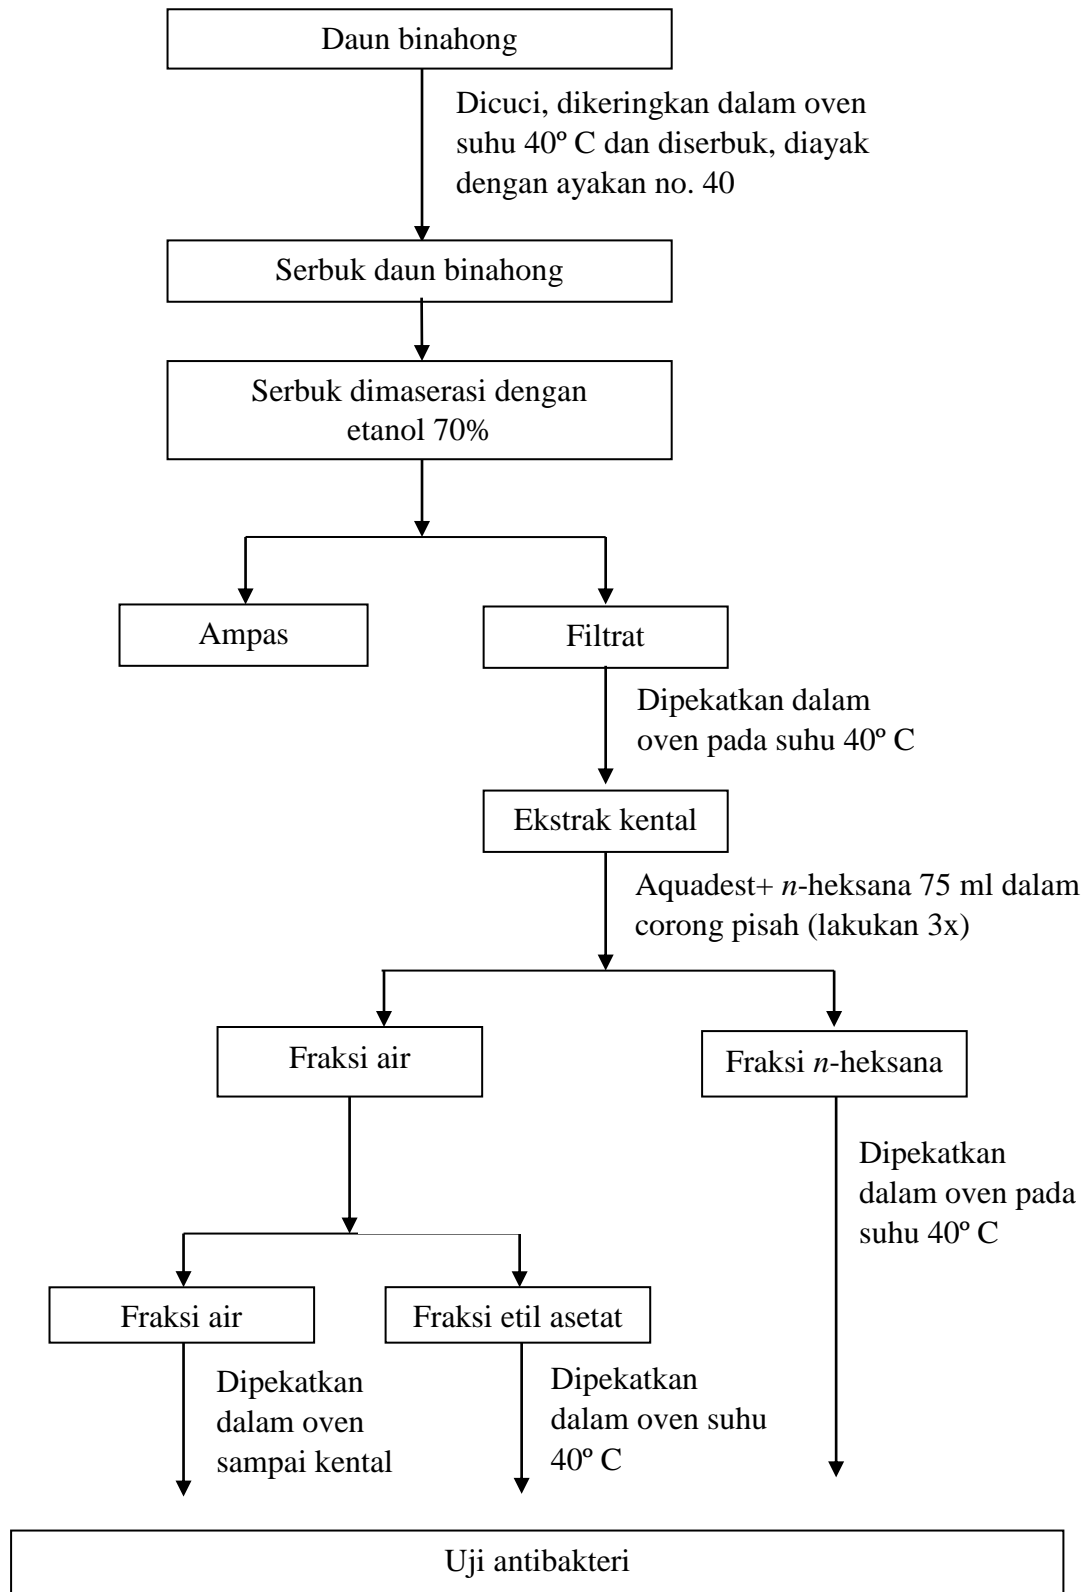 Daun binahong
Dicuci, dikeringkan dalam oven
suhu 40º C dan diserbuk, diayak
dengan ayakan no. 40
Serbuk daun binahong
Serbuk dimaserasi dengan
etanol 70%
Ampas
Filtrat
Dipekatkan dalam
oven pada suhu 40º C
Ekstrak kental
Aquadest+ n-heksana 75 ml dalam
corong pisah (lakukan 3x)
Fraksi air
Fraksi n-heksana
Dipekatkan
dalam oven pada
suhu 40º C
Fraksi air
Fraksi etil asetat
Dipekatkan
dalam oven
sampai kental
Dipekatkan
dalam oven suhu
40º C
Uji antibakteri